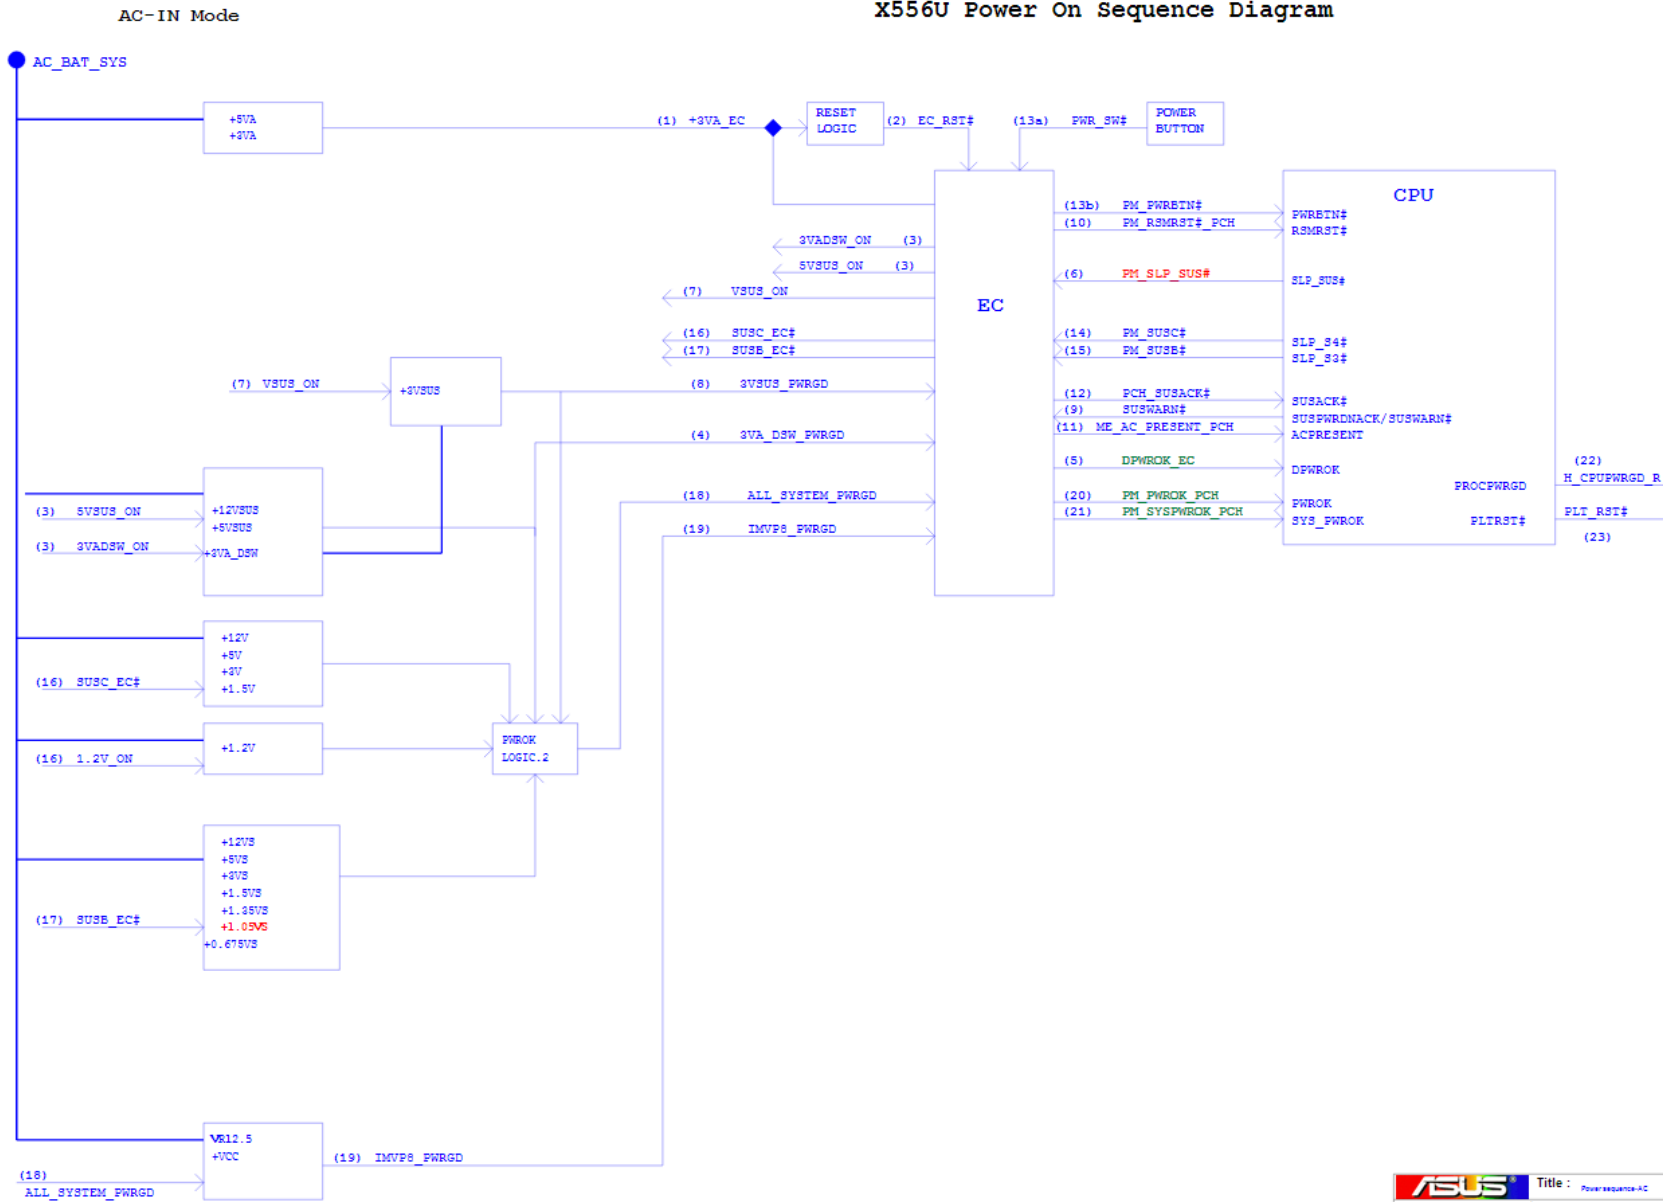 AC-IN Mode
X556U Power On Sequence Diagram
AC_BAT_SYS
+5VA
+3VA
(1) +3VA_EC
RESET
LOGIC
(2) EC_RST#
(13a) PWR_SW#
POWER
BUTTON
EC
CPU
(13b) PM_PWRBTN#
PWRBTN#
(10) PM_RSMRST#_PCH
RSMRST#
3VADSW_ON (3)
5VSUS_ON (3)
(7) VSUS_ON
(6) PM_SLP_SUS#
SLP_SUS#
(16) SUSC_EC#
(17) SUSB_EC#
(14) PM_SUSC#
SLP_S4#
(15) PM_SUSB#
SLP_S3#
(7) VSUS_ON
+3VSUS
(8) 3VSUS_PWRGD
(12) PCH_SUSACK#
SUSACK#
(9) SUSWARN#
SUSPWRDNACK/SUSWARN#
(11) ME_AC_PRESENT_PCH
ACPRESENT
(4) 3VA_DSW_PWRGD
(5) DPWROK_EC
DPWROK
(22)
H_CPUPWRGD_R
PROCPWRGD
(18) ALL_SYSTEM_PWRGD
(20) PM_PWROK_PCH
PWROK
(21) PM_SYSPWROK_PCH
SYS_PWROK
PLTRST#
PLT_RST#
(23)
(19) IMVP8_PWRGD
(3) 5VSUS_ON
(3) 3VADSW_ON
+12VSUS
+5VSUS
+3VA_DSW
+12V
+5V
+3V
+1.5V
(16) SUSC_EC#
+1.2V
(16) 1.2V_ON
PWROK
LOGIC.2
+12VS
+5VS
+3VS
+1.5VS
+1.35VS
+1.05VS
+0.675VS
(17) SUSB_EC#
VR12.5
+VCC
(19) IMVP8_PWRGD
(18)
ALL_SYSTEM_PWRGD
ASUS
Title : Power sequence-AC